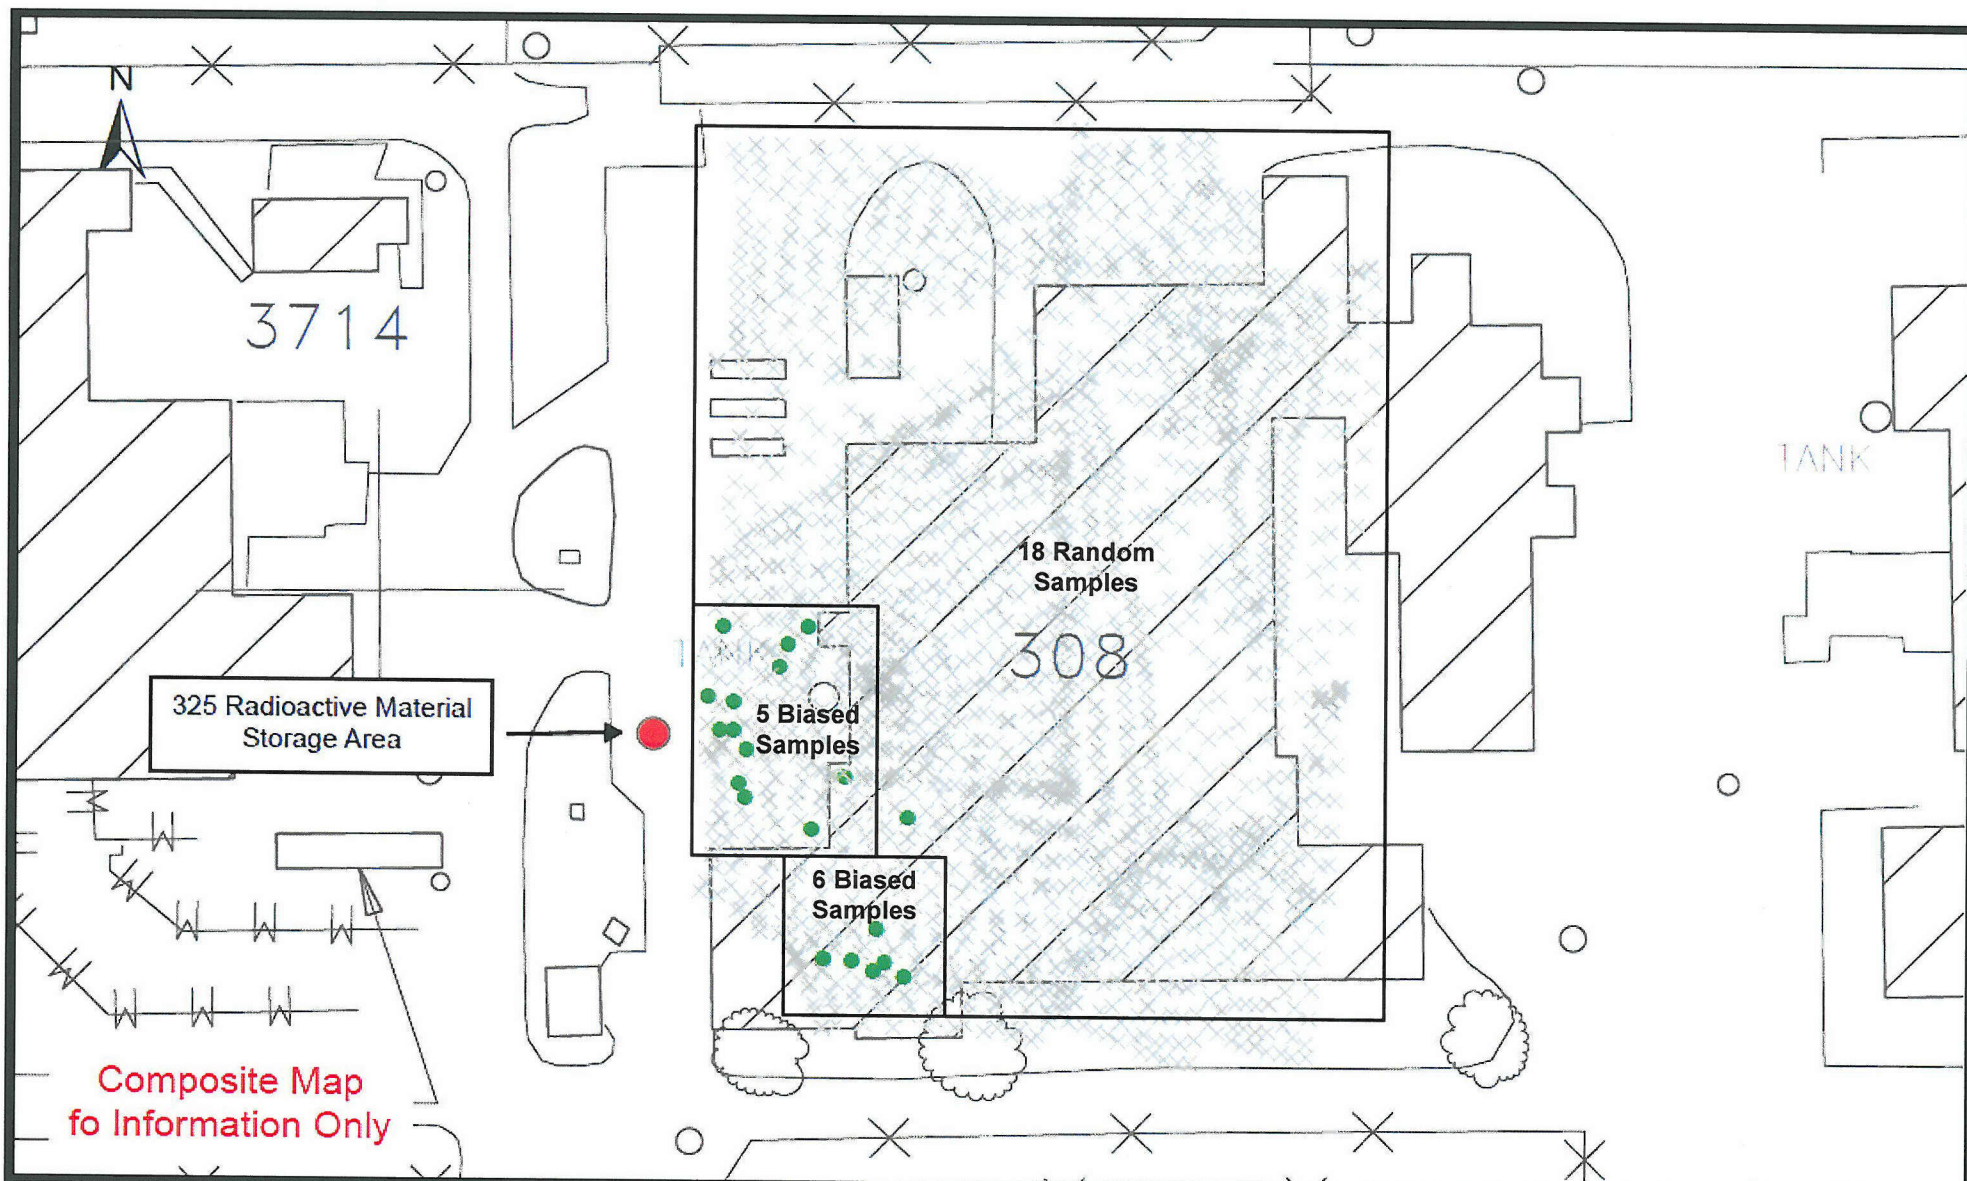 N
3714
TANK
18 Random
Samples
308
TANK
325 Radioactive Material
Storage Area
5 Biased
Samples
6 Biased
Samples
Composite Map
fo Information Only